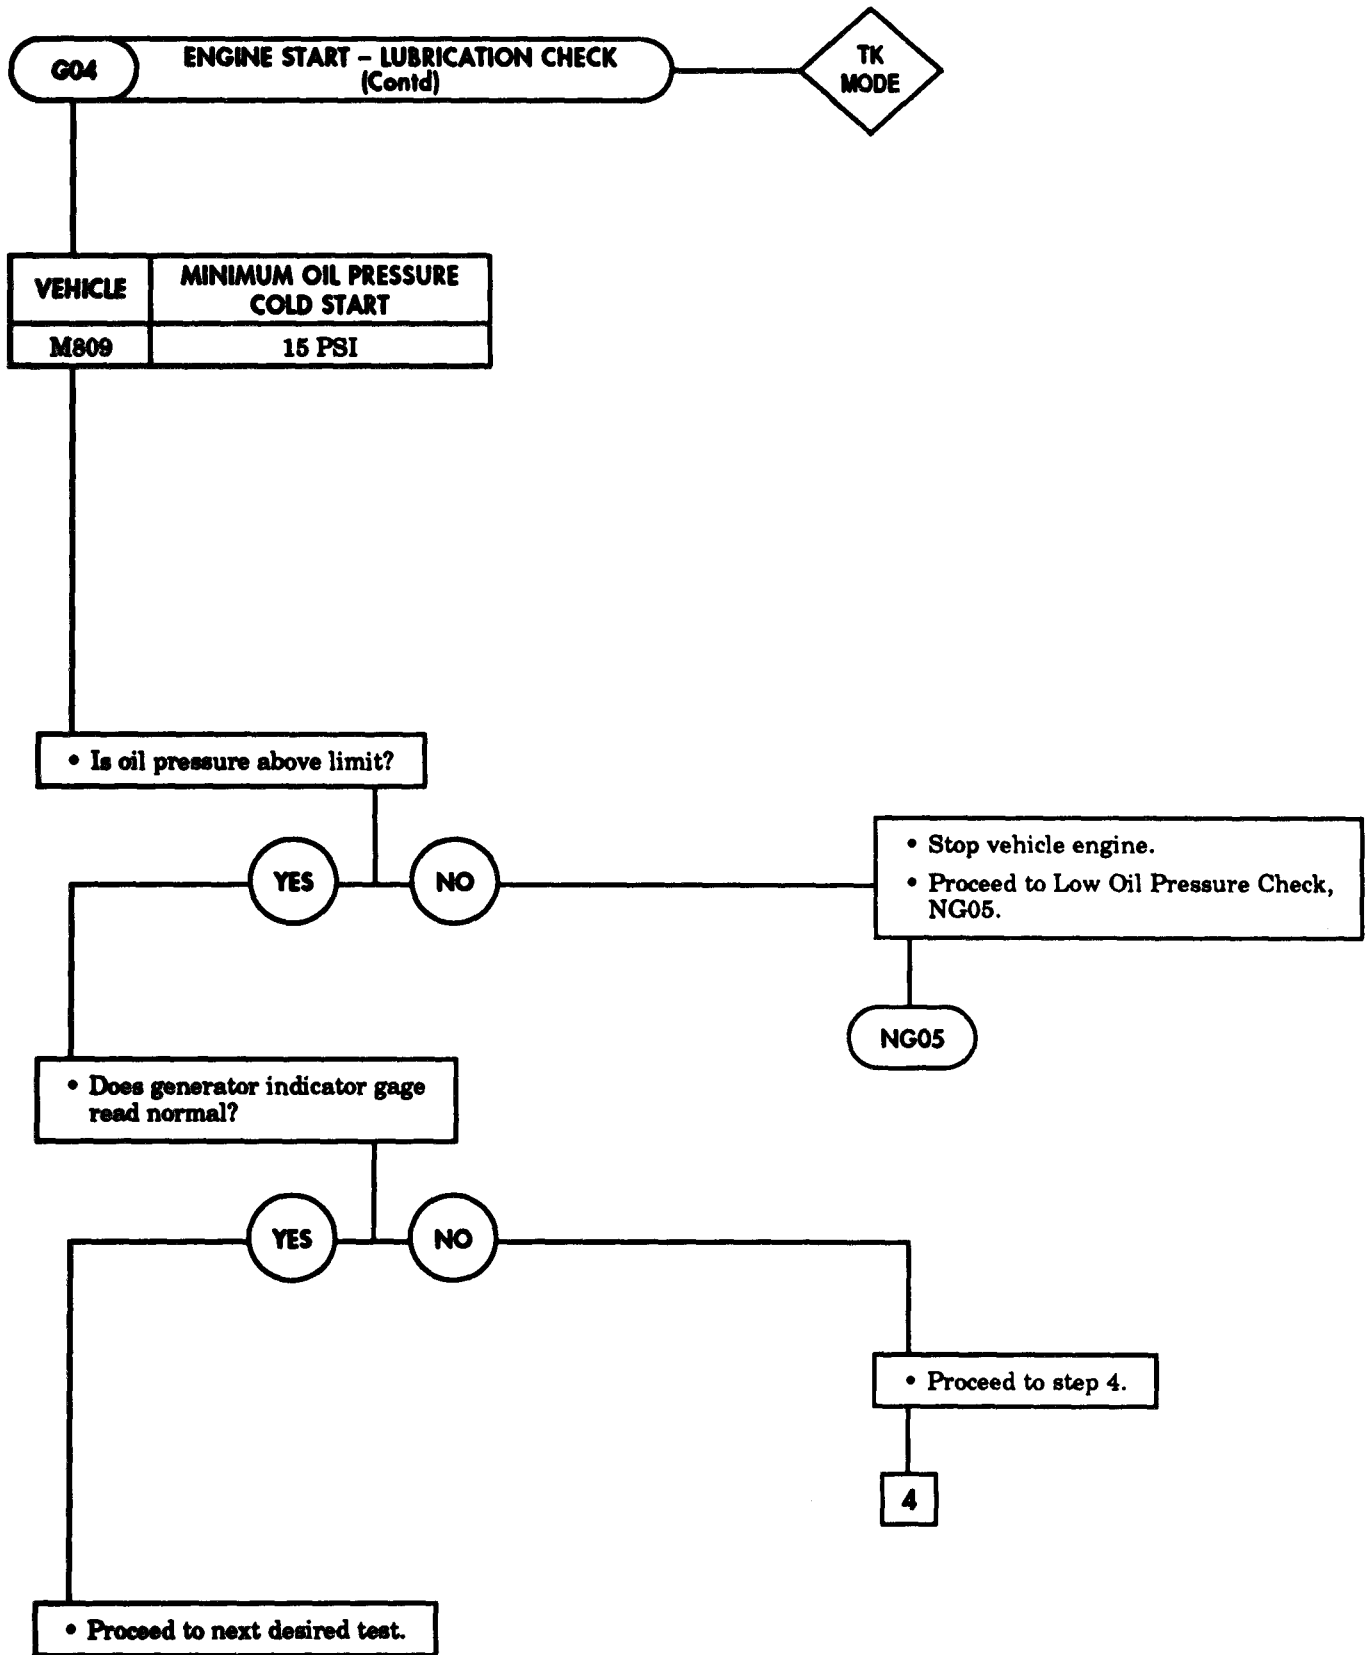 G04
ENGINE START – LUBRICATION CHECK
(Contd)
TK
MODE
VEHICLE
MINIMUM OIL PRESSURE
COLD START
M809
15 PSI
• Is oil pressure above limit?
YES
NO
• Stop vehicle engine.
• Proceed to Low Oil Pressure Check,
NG05.
NG05
• Does generator indicator gage
read normal?
YES
NO
• Proceed to step 4.
4
• Proceed to next desired test.